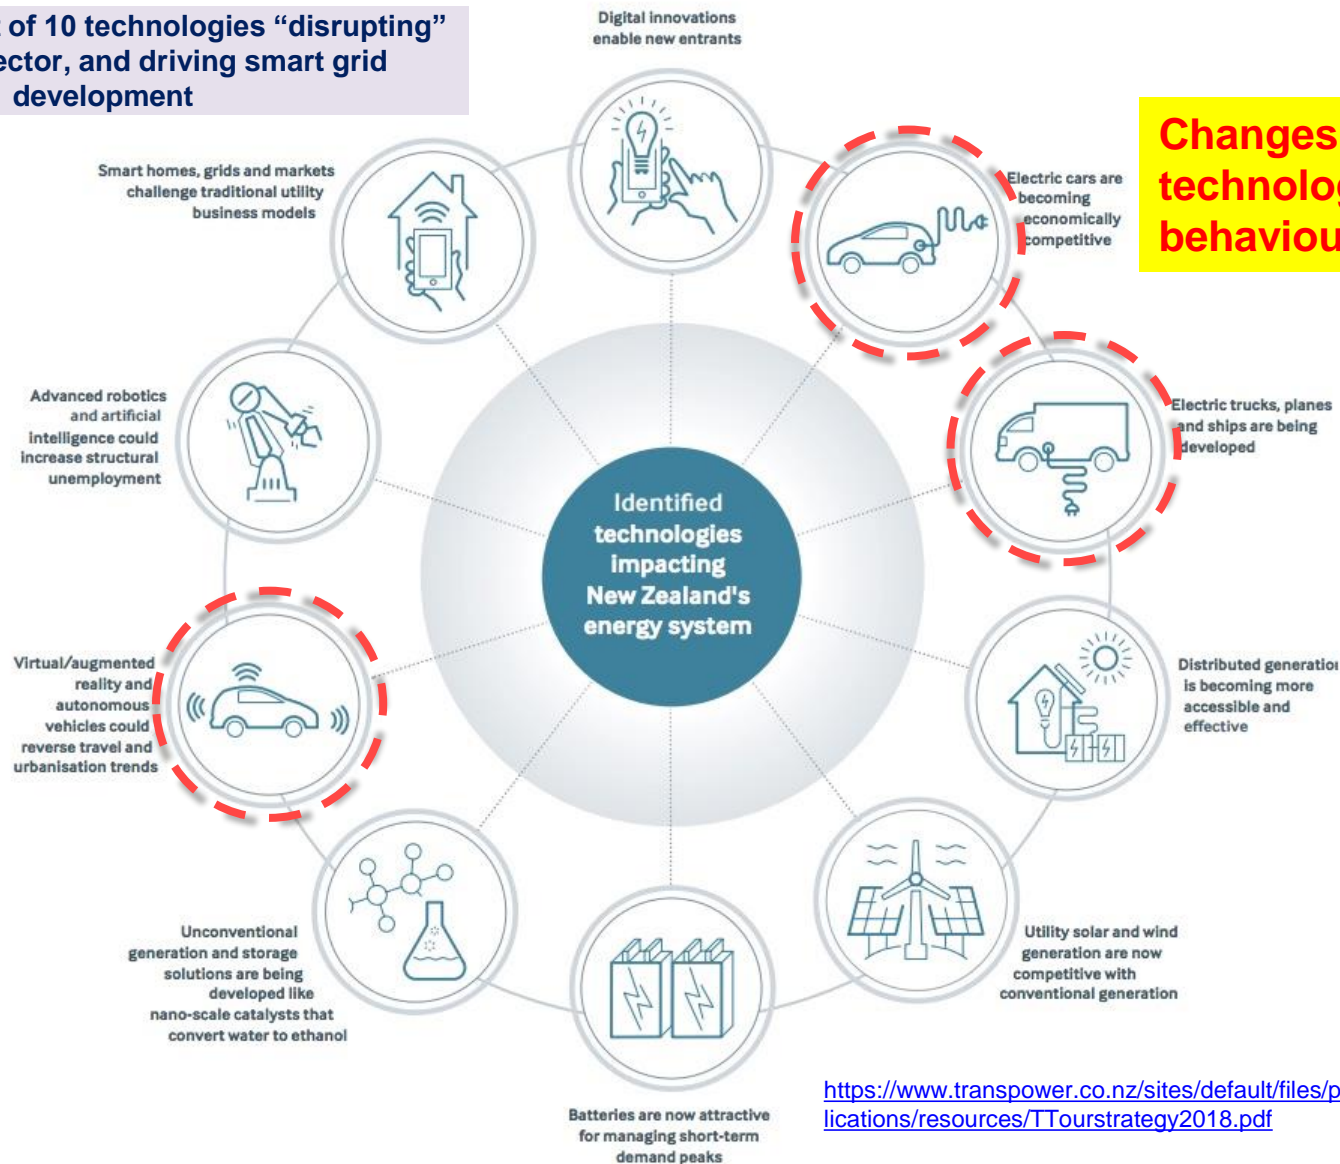 of 10 technologies “disrupting”
ector, and driving smart grid
development
Digital innovations
enable new entrants
Changes
technolog
behaviou
Smart homes, grids and markets
challenge traditional utility
business models
Electric cars are
becoming
economically
competitive
Advanced robotics
and artificial
intelligence could
increase structural
unemployment
Electric trucks, planes
and ships are being
developed
Identified
technologies
impacting
New Zealand's
energy system
Virtual/augmented
reality and
autonomous
vehicles could
reverse travel and
urbanisation trends
Distributed generation
is becoming more
accessible and
effective
Unconventional
generation and storage
solutions are being
developed like
nano-scale catalysts that
convert water to ethanol
Utility solar and wind
generation are now
competitive with
conventional generation
Batteries are now attractive
for managing short-term
demand peaks
https://www.transpower.co.nz/sites/default/files/p
lications/resources/TTourstrategy2018.pdf